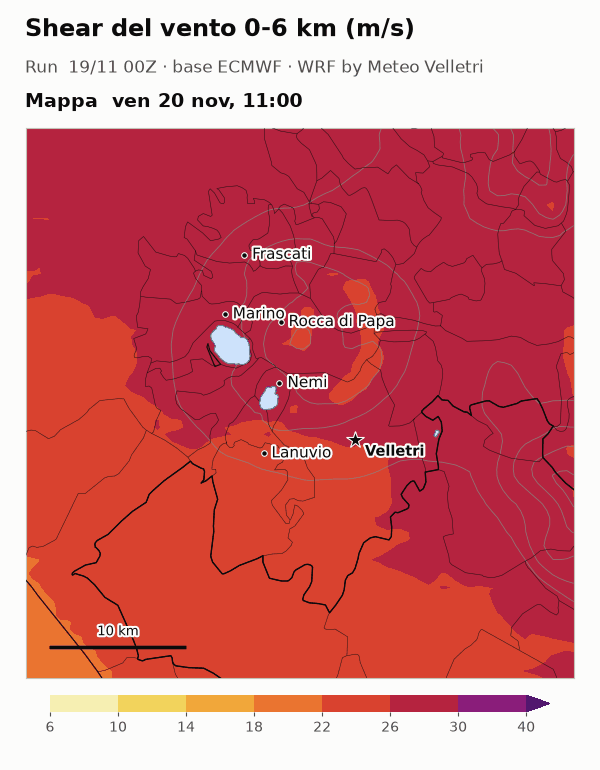 Shear del vento 0-6 km (m/s)
Run  19/11 00Z · base ECMWF · WRF by Meteo Velletri
Mappa  ven 20 nov, 11:00
Frascati
Marino
Rocca di Papa
Nemi
Velletri
Lanuvio
10 km
6 10 14 18 22 26 30 40